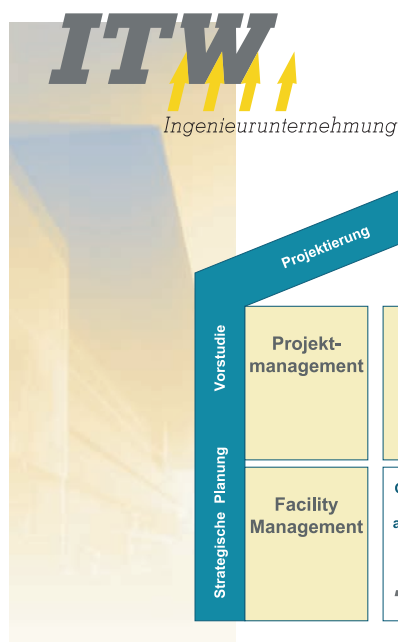 ITW
Ingenieurunternehmung
Projektierung
Vorstudie
Strategische Planung
Projekt-
management
Facility
Management